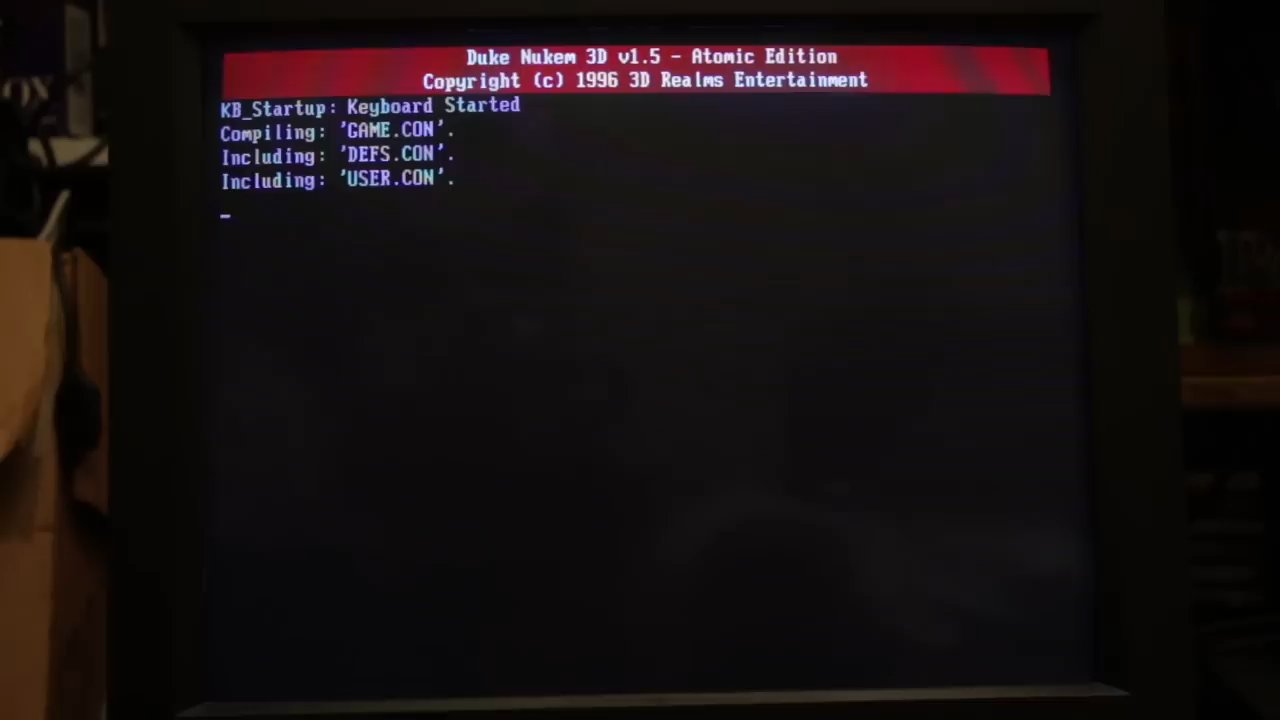 Duke Nukem 3D v1.5 - Atomic Edition
Copyright (c) 1996 3D Realms Entertainment
KB_Startup: Keyboard Started
Compiling: 'GAME.CON'.
Including: 'DEFS.CON'.
Including: 'USER.CON'.